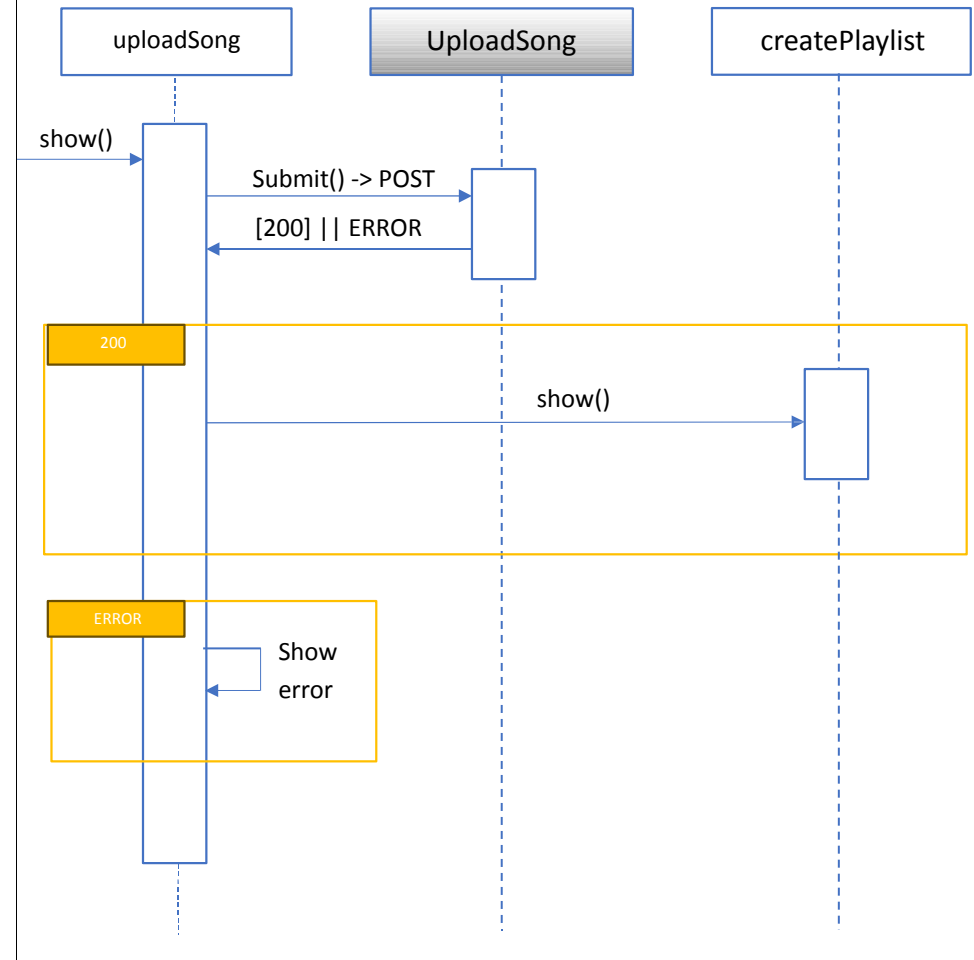 uploadSong
UploadSong
createPlaylist
show()
Submit() -> POST
[200] || ERROR
200
show()
ERROR
Show
error